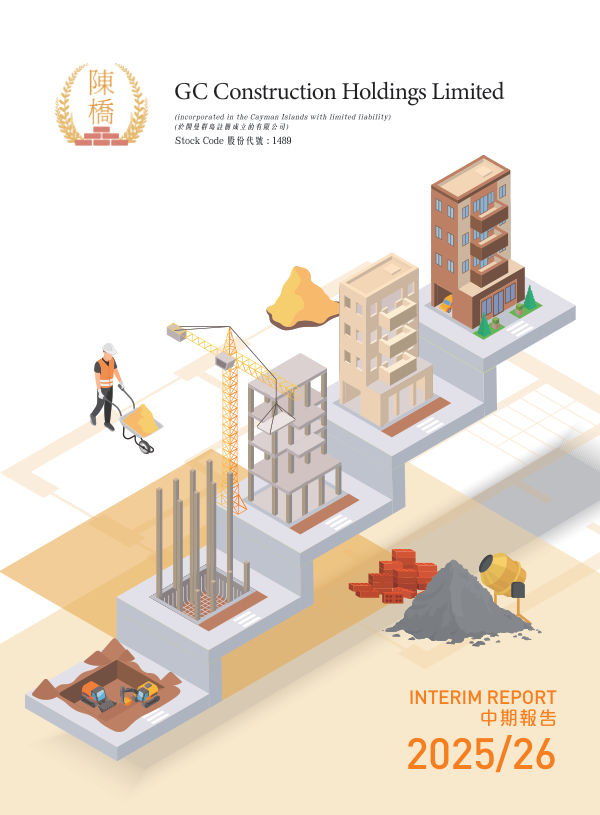 陳
橋
GC Construction Holdings Limited
(incorporated in the Cayman Islands with limited liability)
(於開曼群島註冊成立的有限公司)
Stock Code 股份代號 : 1489
INTERIM REPORT
中期報告
2025/26